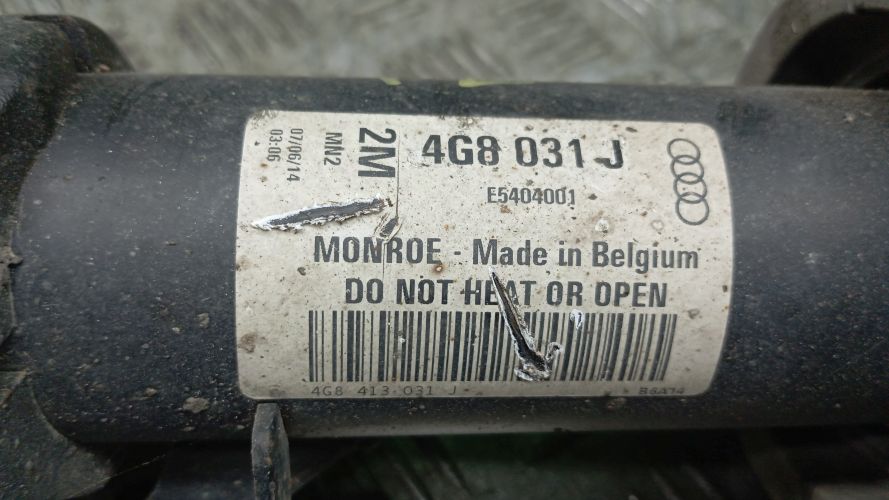 07/06/14
03:06
MN2
2M
4G8 031 J
E5404001
MONROE - Made in Belgium
DO NOT HEAT OR OPEN
4G8 413 031 J